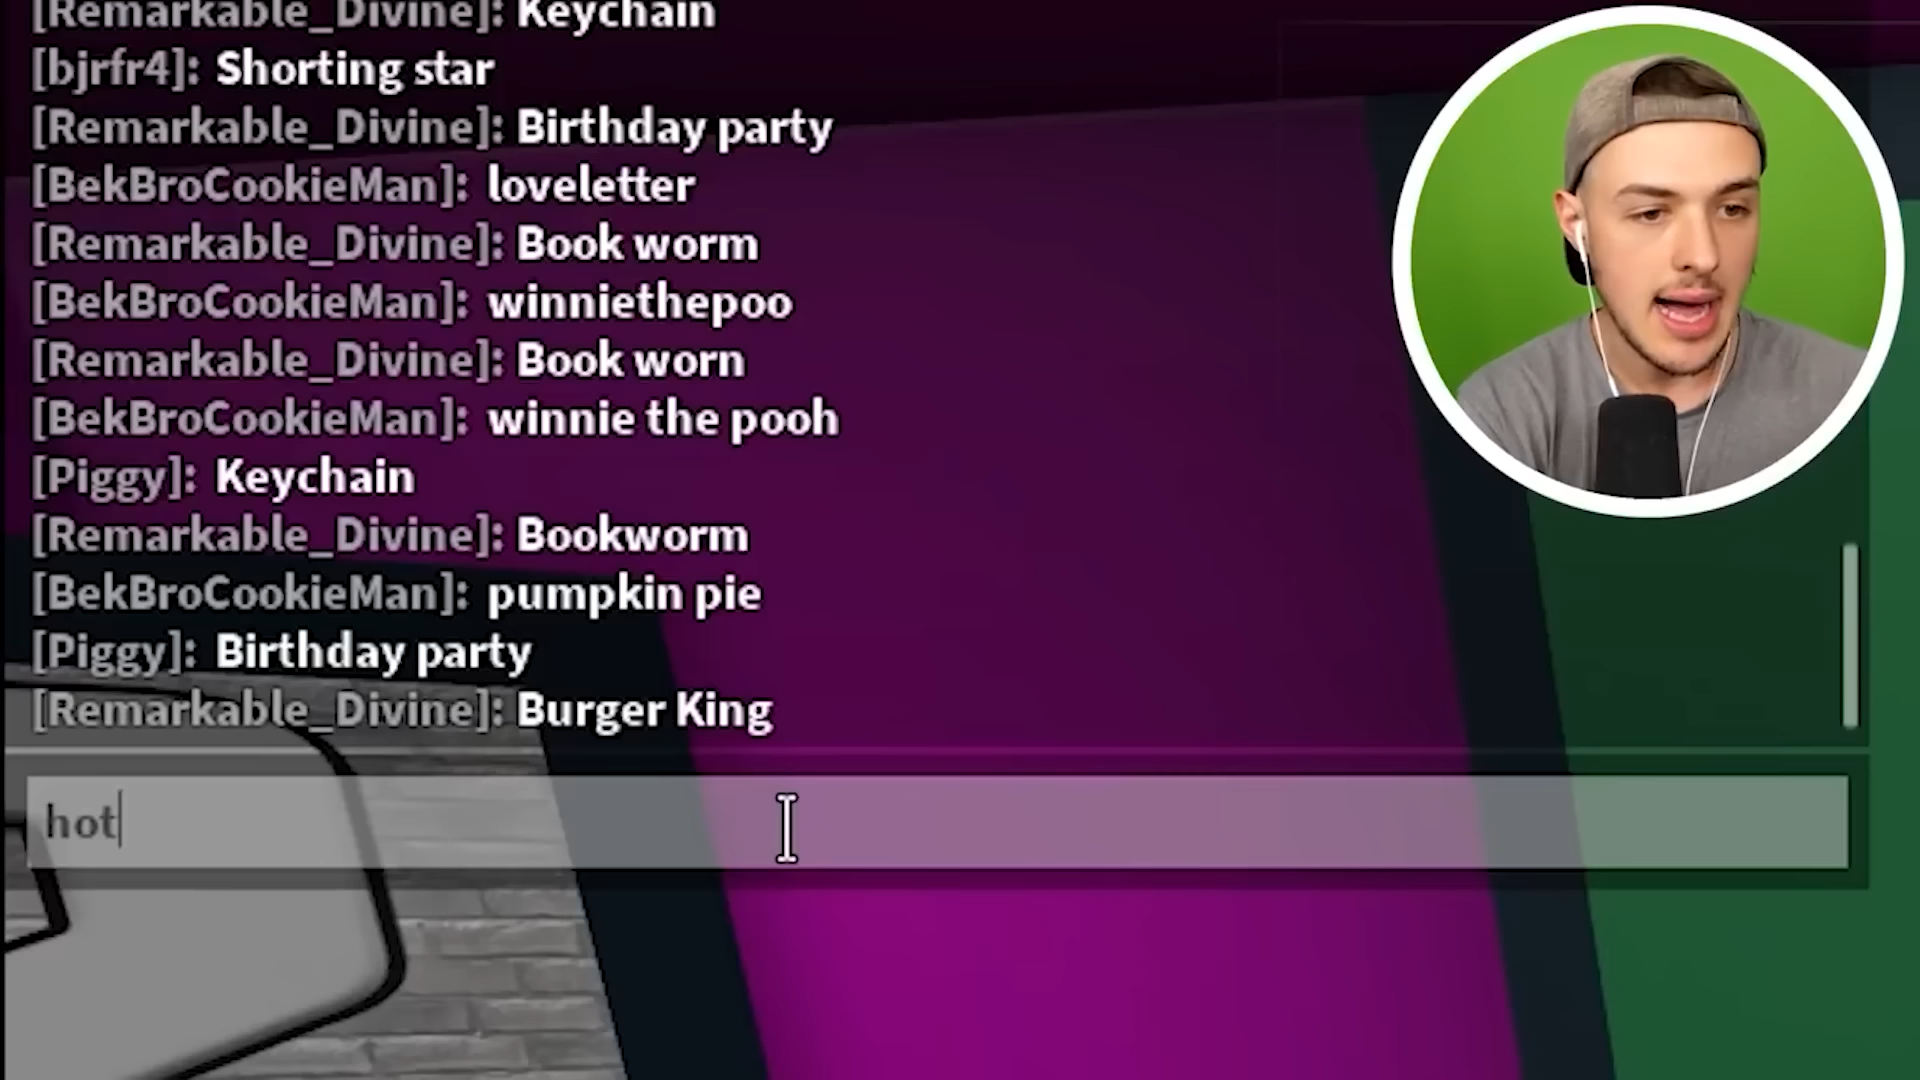 [Remarkable_Divine]: Keychain
[bjrfr4]: Shorting star
[Remarkable_Divine]: Birthday party
[BekBroCookieMan]: loveletter
[Remarkable_Divine]: Book worm
[BekBroCookieMan]: winniethepoo
[Remarkable_Divine]: Book worn
[BekBroCookieMan]: winnie the pooh
[Piggy]: Keychain
[Remarkable_Divine]: Bookworm
[BekBroCookieMan]: pumpkin pie
[Piggy]: Birthday party
[Remarkable_Divine]: Burger King
hot